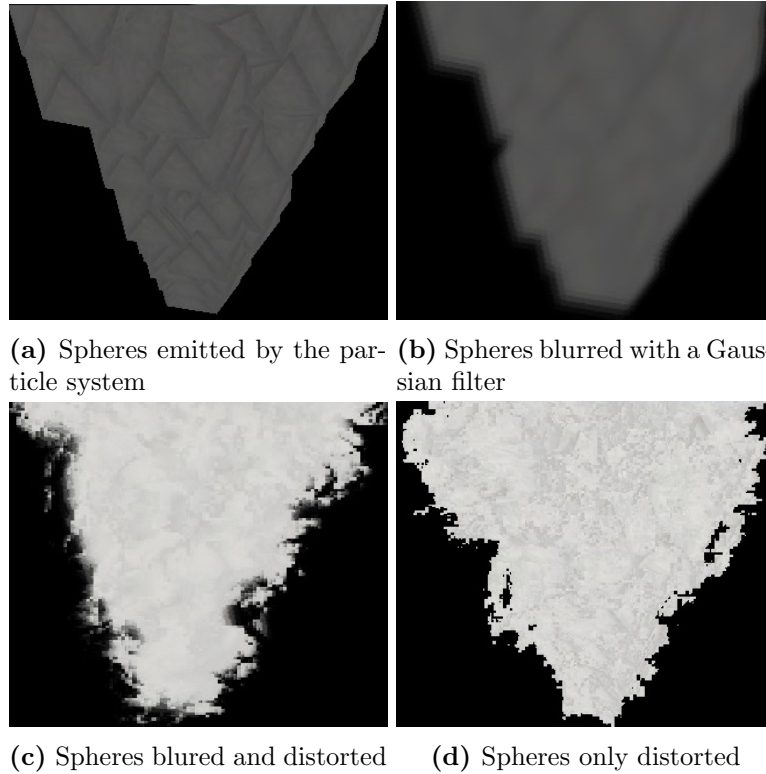 (a) Spheres emitted by the par-
ticle system
(b) Spheres blurred with a Gaus-
sian filter
(c) Spheres blured and distorted
(d) Spheres only distorted